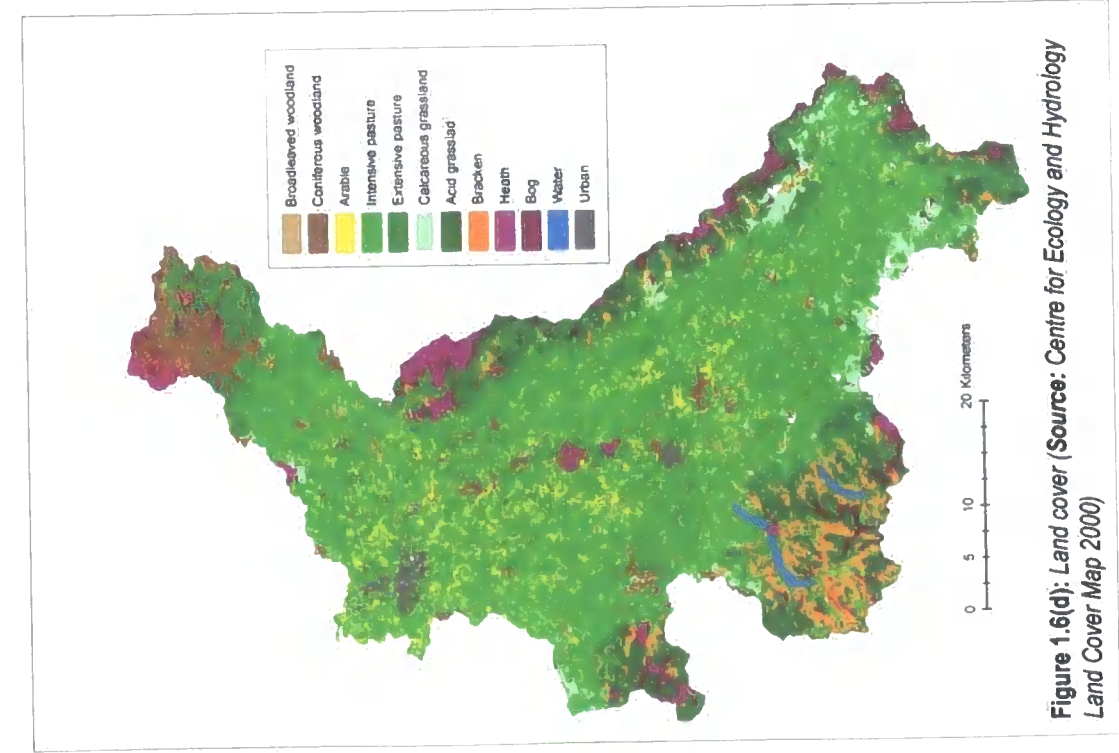 Broadleaved woodland
Coniferous woodland
Arable
Intensive pasture
Extensive pasture
Calcareous grassland
Acid grasslad
Bracken
Heath
Bog
Water
Urban
0 5 10 20 Kilometers
Figure 1.6(d): Land cover (Source: Centre for Ecology and Hydrology
Land Cover Map 2000)